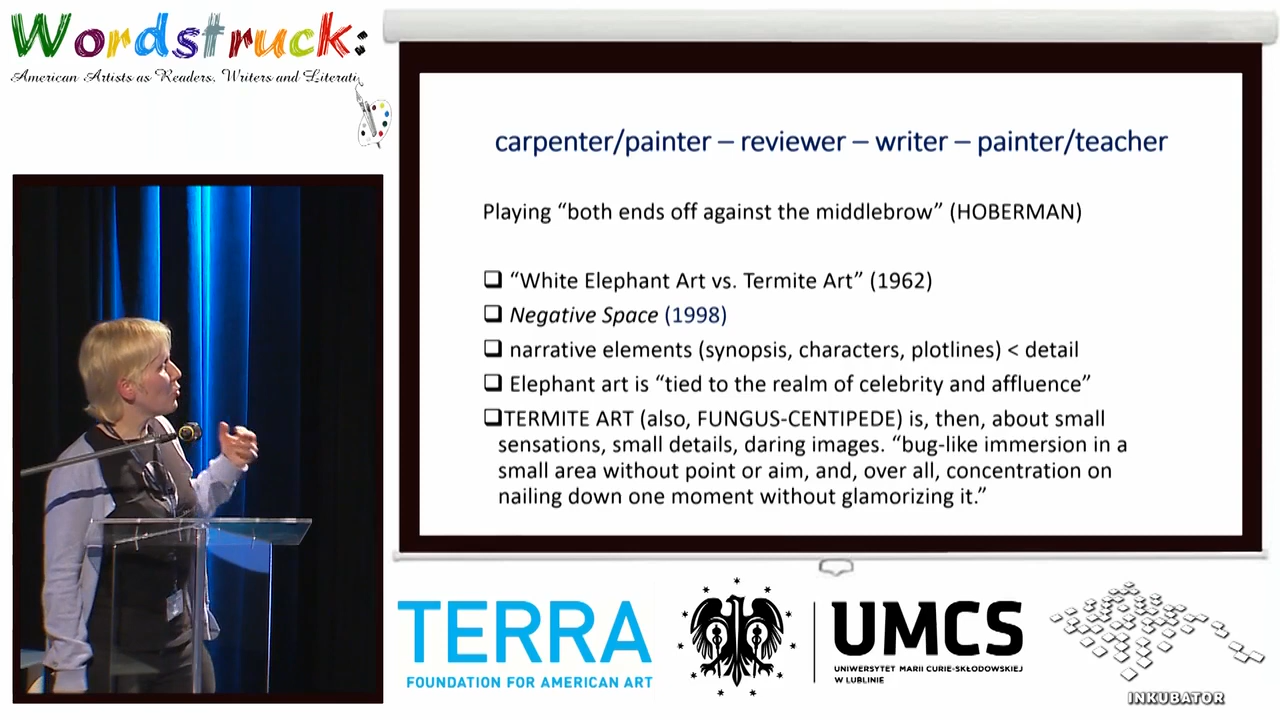 Wordstruck:
American Artists as Readers, Writers and Literati
carpenter/painter – reviewer – writer – painter/teacher
Playing “both ends off against the middlebrow” (HOBERMAN)
“White Elephant Art vs. Termite Art” (1962)
Negative Space (1998)
narrative elements (synopsis, characters, plotlines) < detail
Elephant art is “tied to the realm of celebrity and affluence”
TERMITE ART (also, FUNGUS-CENTIPEDE) is, then, about small
sensations, small details, daring images. “bug-like immersion in a
small area without point or aim, and, over all, concentration on
nailing down one moment without glamorizing it.”
TERRA
FOUNDATION FOR AMERICAN ART
UMCS
UNIWERSYTET MARII CURIE-SKŁODOWSKIEJ
W LUBLINIE
INKUBATOR